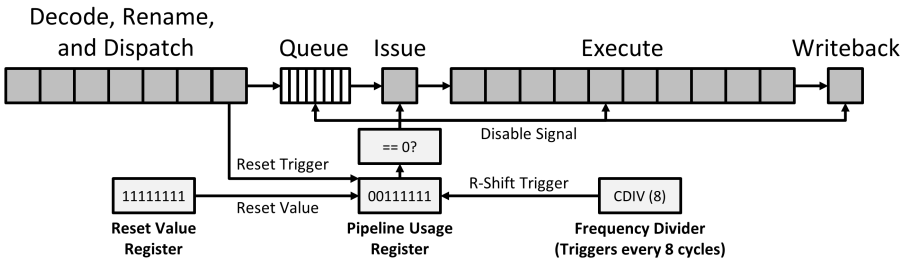 Decode, Rename,
and Dispatch
Queue
Issue
Execute
Writeback
Disable Signal
== 0?
Reset Trigger
11111111
Reset Value
00111111
R-Shift Trigger
CDIV (8)
Reset Value
Register
Pipeline Usage
Register
Frequency Divider
(Triggers every 8 cycles)